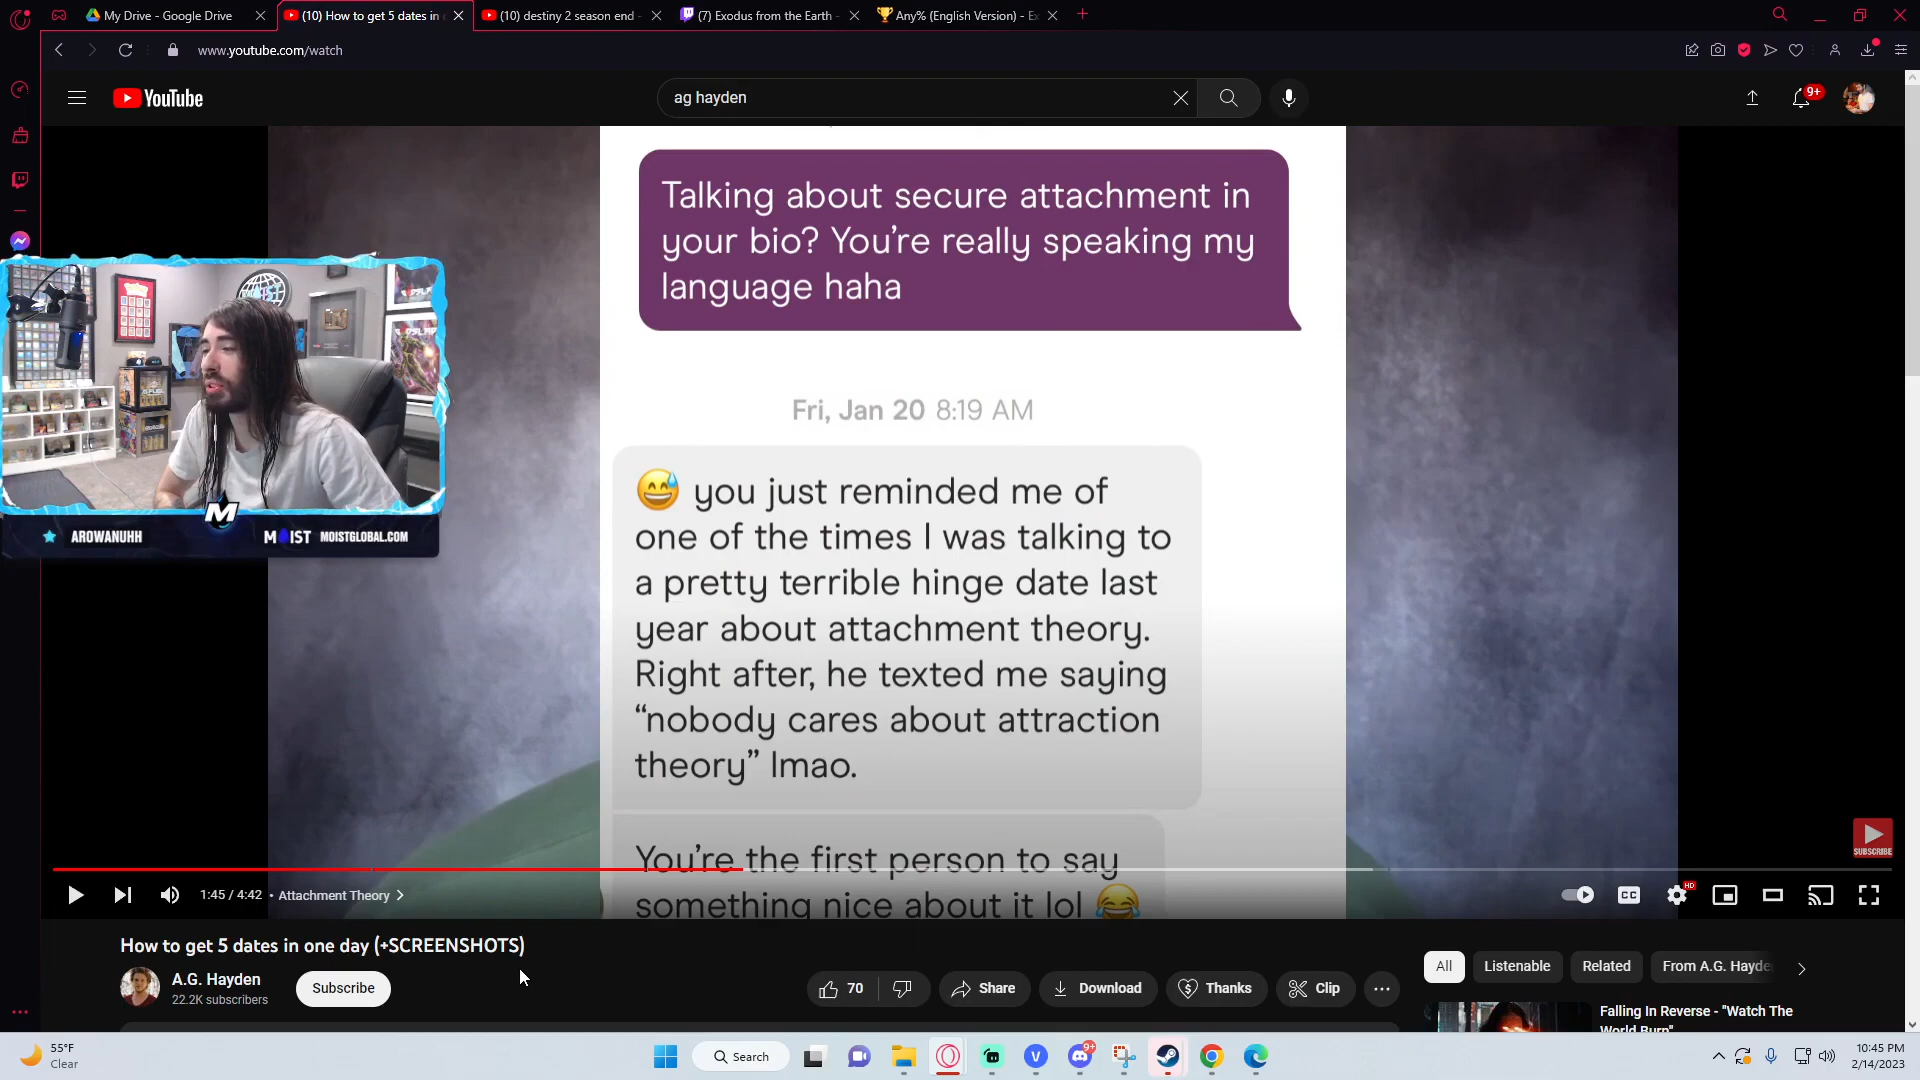 My Drive - Google Drive
(10) How to get 5 dates in
(10) destiny 2 season end -
(7) Exodus from the Earth -
Any% (English Version) - Ex
www.youtube.com/watch
YouTube
ag hayden
9+
Talking about secure attachment in
your bio? You're really speaking my
language haha
Fri, Jan 20 8:19 AM
😅 you just reminded me of
one of the times I was talking to
a pretty terrible hinge date last
year about attachment theory.
Right after, he texted me saying
“nobody cares about attraction
theory” lmao.
You're the first person to say
something nice about it lol 😂
M
AROWANUHH
MOIST
MOISTGLOBAL.COM
SUBSCRIBE
1:45 / 4:42 • Attachment Theory
CC
HD
How to get 5 dates in one day (+SCREENSHOTS)
A.G. Hayden
22.2K subscribers
Subscribe
70
Share
Download
Thanks
Clip
All
Listenable
Related
From A.G. Hayde
Falling In Reverse - "Watch The
World Burn"
55°F
Clear
Search
V
9+
10:45 PM
2/14/2023